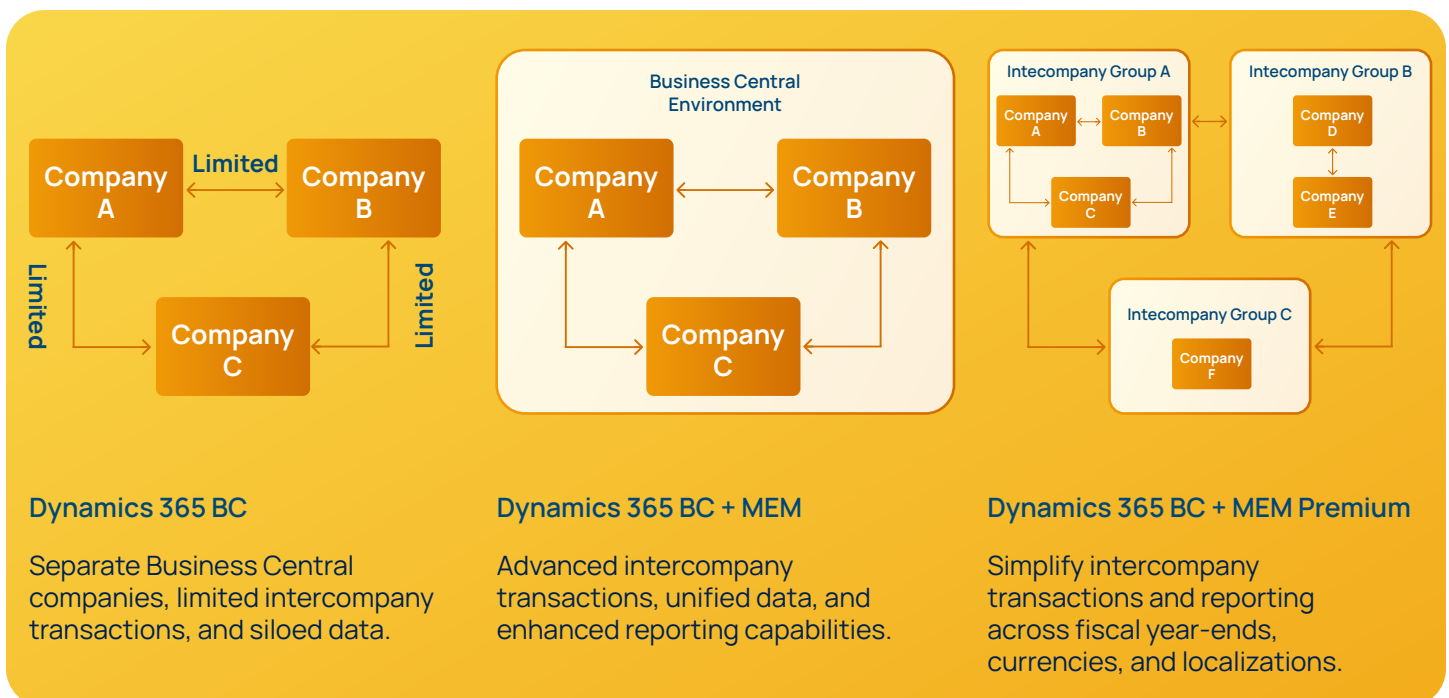 Company
A
Limited
Company
B
Limited
Limited
Company
C
Dynamics 365 BC
Separate Business Central
companies, limited intercompany
transactions, and siloed data.
Business Central
Environment
Company
A
Company
B
Company
C
Dynamics 365 BC + MEM
Advanced intercompany
transactions, unified data, and
enhanced reporting capabilities.
Intecompany Group A
Company
A
Company
B
Company
C
Intecompany Group B
Company
D
Company
E
Intecompany Group C
Company
F
Dynamics 365 BC + MEM Premium
Simplify intercompany
transactions and reporting
across fiscal year-ends,
currencies, and localizations.